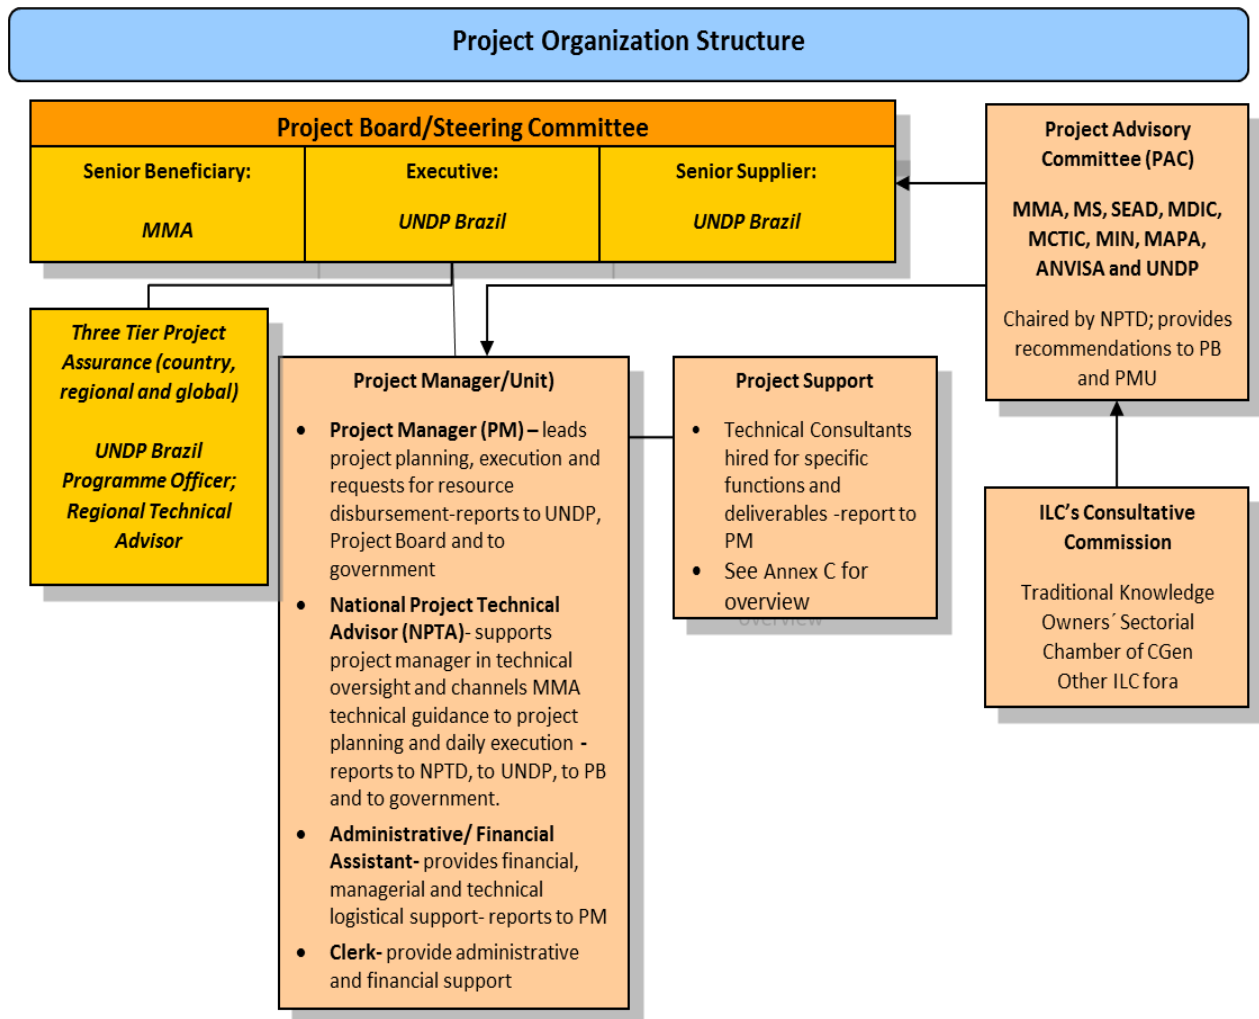 Project Organization Structure
Project Board/Steering Committee
Senior Beneficiary:
MMA
Executive:
UNDP Brazil
Senior Supplier:
UNDP Brazil
Project Advisory
Committee (PAC)
MMA, MS, SEAD, MDIC,
MCTIC, MIN, MAPA,
ANVISA and UNDP
Chaired by NPTD; provides
recommendations to PB
and PMU
Three Tier Project
Assurance (country,
regional and global)
UNDP Brazil
Programme Officer;
Regional Technical
Advisor
Project Manager/Unit)
• Project Manager (PM) – leads
project planning, execution and
requests for resource
disbursement-reports to UNDP,
Project Board and to
government
• National Project Technical
Advisor (NPTA)- supports
project manager in technical
oversight and channels MMA
technical guidance to project
planning and daily execution -
reports to NPTD, to UNDP, to PB
and to government.
• Administrative/ Financial
Assistant- provides financial,
managerial and technical
logistical support- reports to PM
• Clerk- provide administrative
and financial support
Project Support
• Technical Consultants
hired for specific
functions and
deliverables -report to
PM
• See Annex C for
overview
ILC’s Consultative
Commission
Traditional Knowledge
Owners´ Sectorial
Chamber of CGen
Other ILC fora